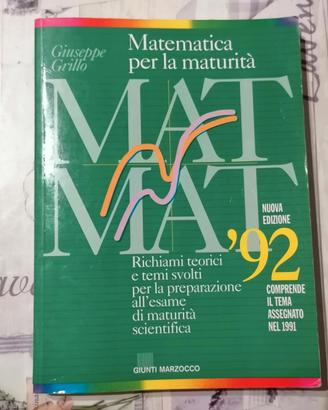 Giuseppe
Grillo
Matematica
per la maturità
MAT
MAT
NUOVA
EDIZIONE
'92
COMPRENDE
IL TEMA
ASSEGNATO
NEL 1991
Richiami teorici
e temi svolti
per la preparazione
all'esame
di maturità
scientifica
GIUNTI MARZOCCO